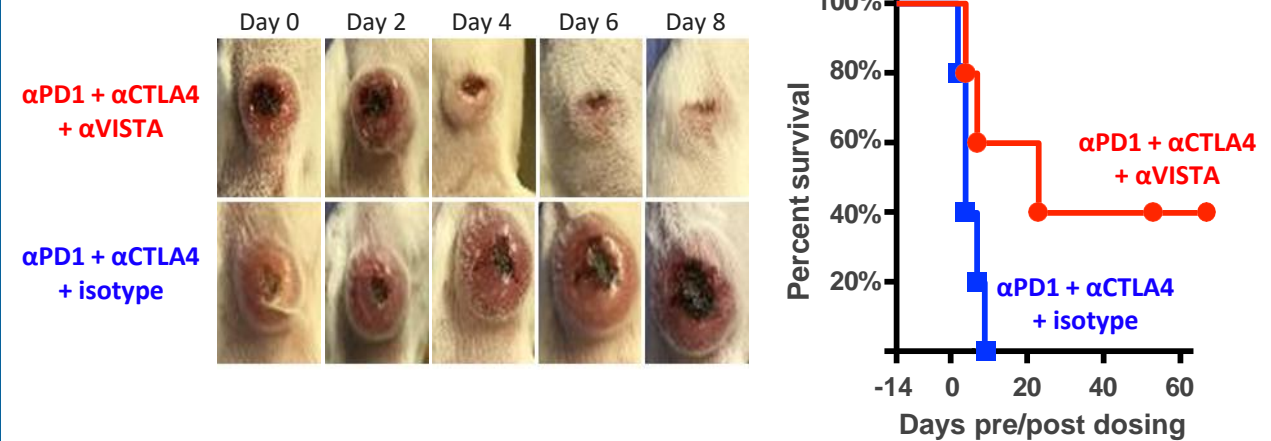 Day 0 Day 2 Day 4 Day 6 Day 8
αPD1 + αCTLA4
+ αVISTA
αPD1 + αCTLA4
+ isotype
100%
80%
60%
40%
20%
Percent survival
αPD1 + αCTLA4
+ αVISTA
αPD1 + αCTLA4
+ isotype
-14 0 20 40 60
Days pre/post dosing